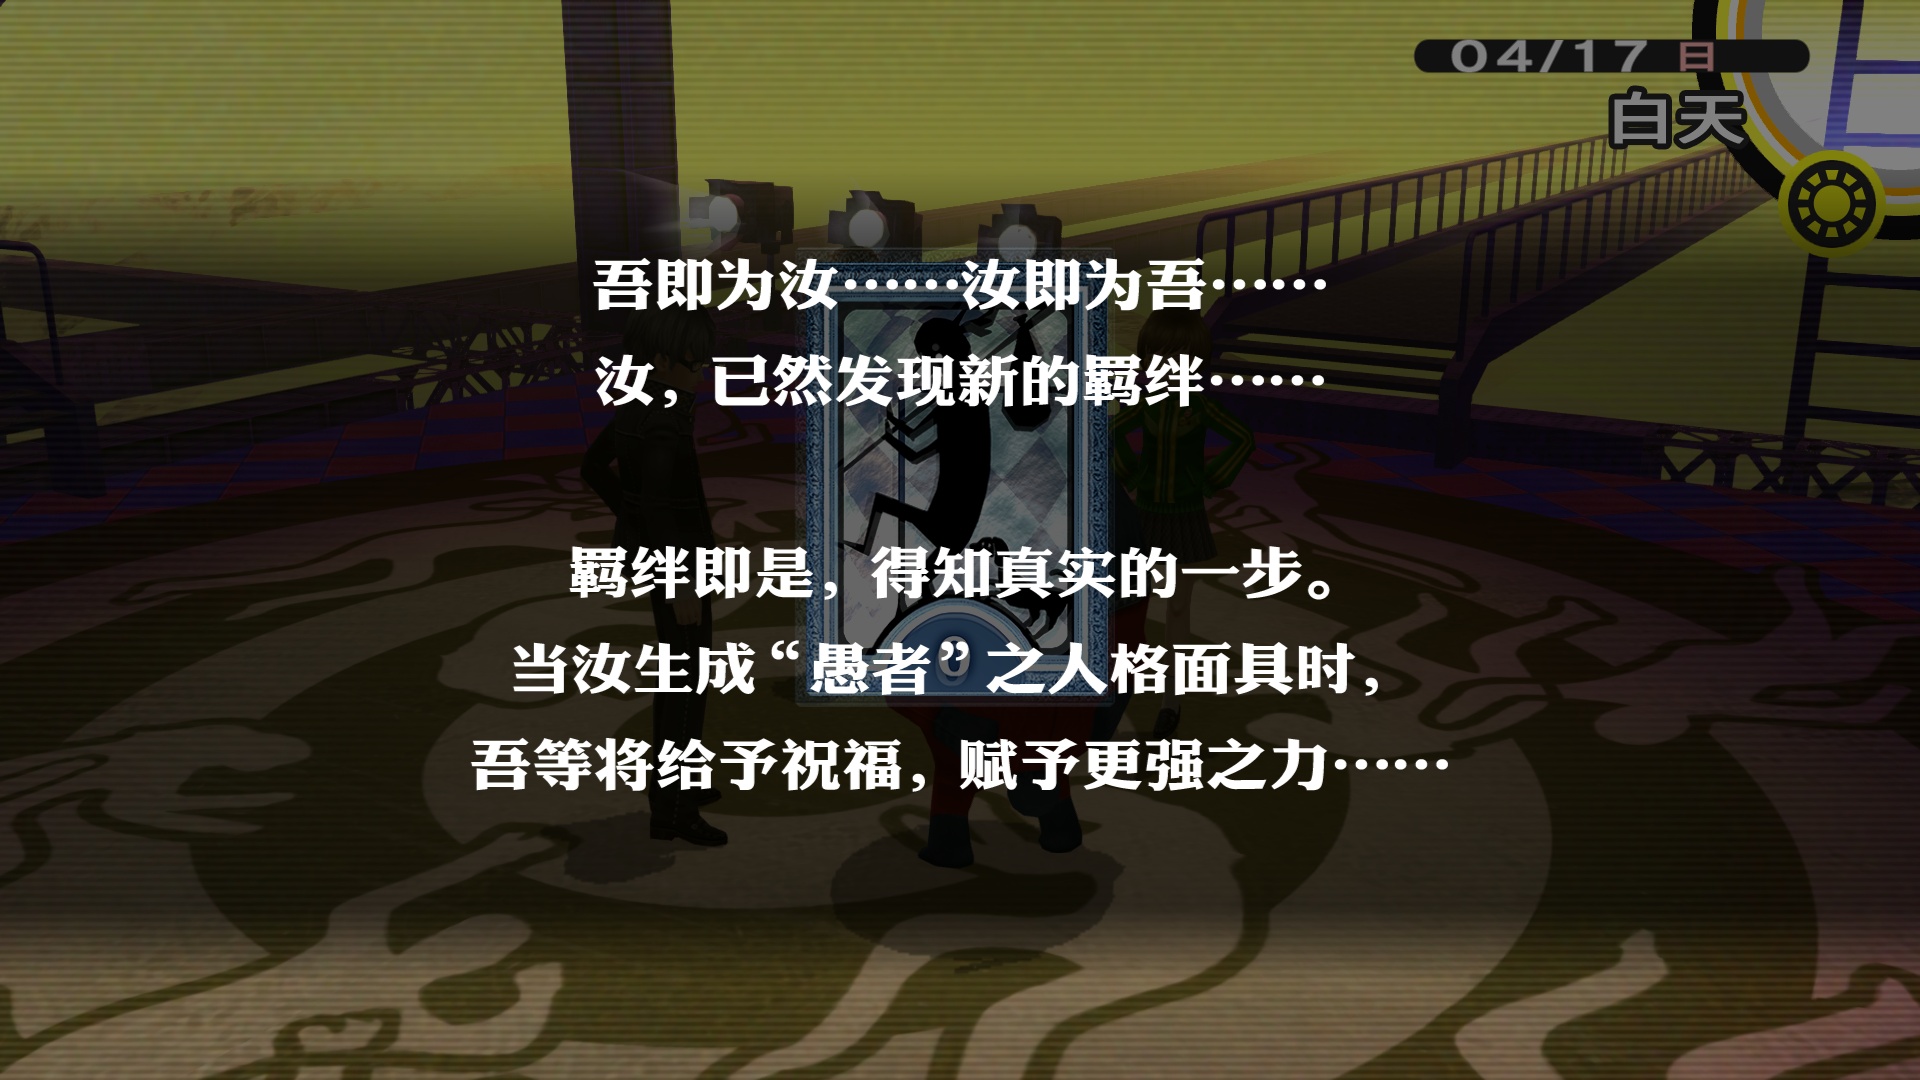 04/17 日
白天
吾即为汝……汝即为吾……
汝，已然发现新的羁绊……
羁绊即是，得知真实的一步。
当汝生成“愚者”之人格面具时，
吾等将给予祝福，赋予更强之力……
0